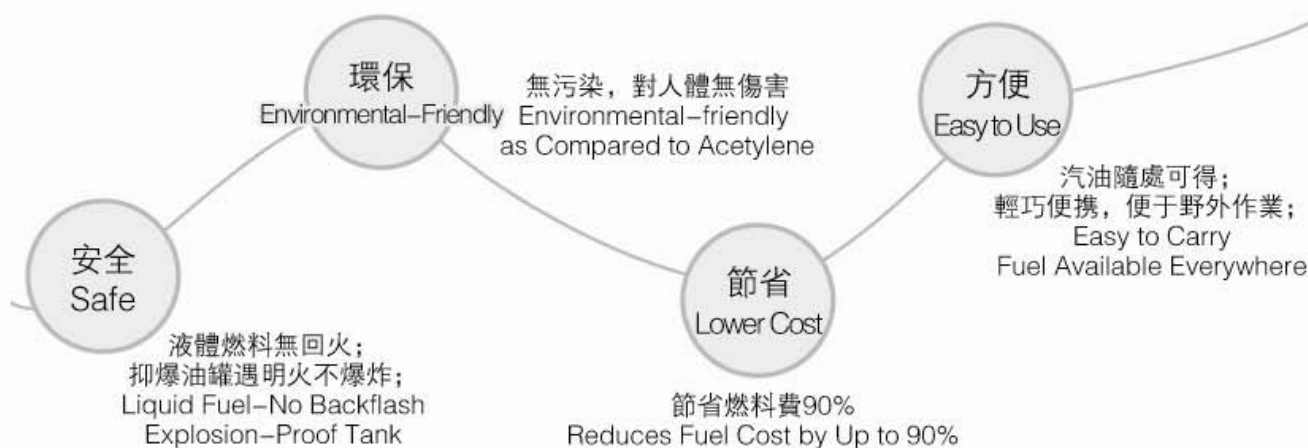 安全
Safe
液體燃料無回火；
抑爆油罐遇明火不爆炸；
Liquid Fuel–No Backflash
Explosion–Proof Tank
環保
Environmental–Friendly
無污染，對人體無傷害
Environmental–friendly
as Compared to Acetylene
節省
Lower Cost
節省燃料費90%
Reduces Fuel Cost by Up to 90%
方便
Easy to Use
汽油隨處可得；
輕巧便携，便于野外作業；
Easy to Carry
Fuel Available Everywhere